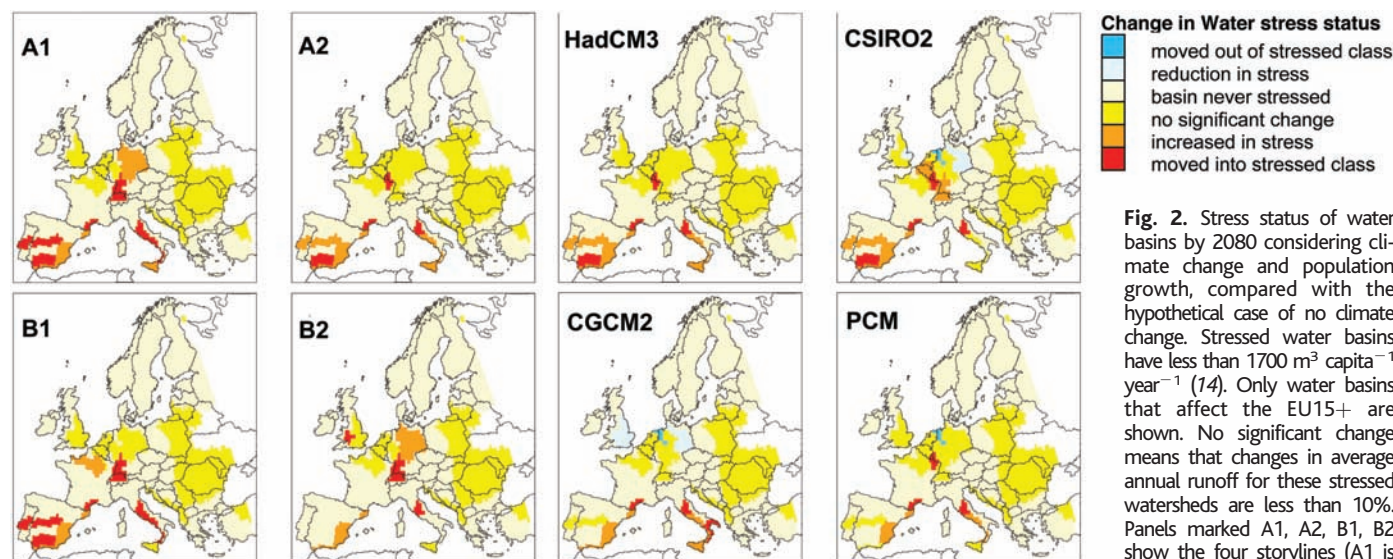 A1
A2
HadCM3
CSIRO2
B1
B2
CGCM2
PCM
Change in Water stress status
moved out of stressed class
reduction in stress
basin never stressed
no significant change
increased in stress
moved into stressed class
Fig. 2. Stress status of water
basins by 2080 considering cli-
mate change and population
growth, compared with the
hypothetical case of no climate
change. Stressed water basins
have less than 1700 m³ capita⁻¹
year⁻¹ (14). Only water basins
that affect the EU15+ are
shown. No significant change
means that changes in average
annual runoff for these stressed
watersheds are less than 10%.
Panels marked A1, A2, B1, B2
show the four storylines (A1 is